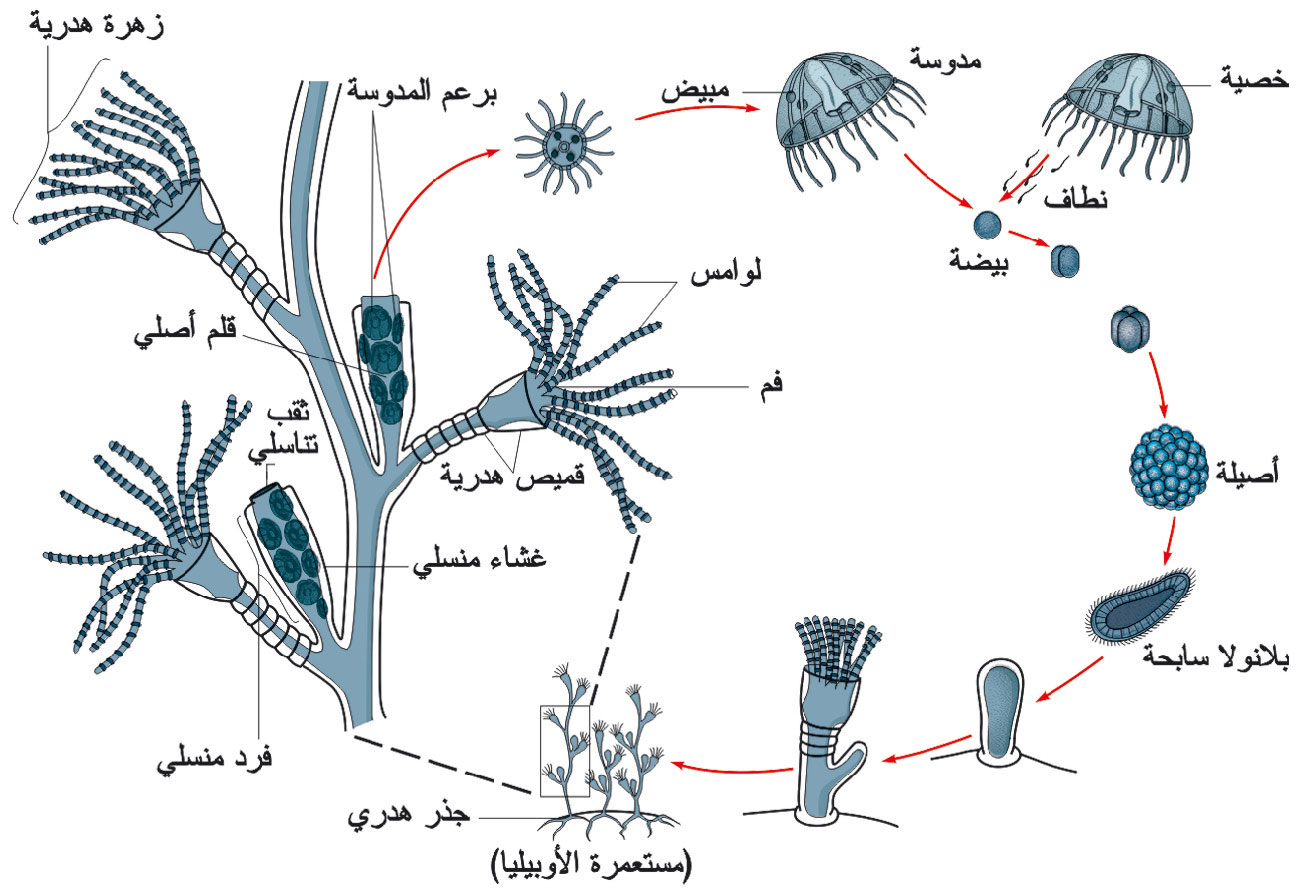 زهرة هدرية
برعم المدوسة
مبيض
مدوسة
خصية
نطاف
بيضة
لوامس
قلم أصلي
فم
ثقب
تناسلي
قميص هدرية
أصيلة
غشاء منسلي
بلانولا سابحة
فرد منسلي
جذر هدري
(مستعمرة الأوبيليا)